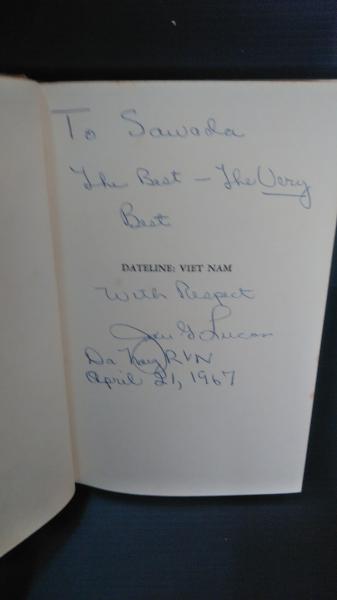 To Sawada
The Best – The Very
Best
DATELINE: VIET NAM
With Respect
Jim G Lucas
Da Nang RVN
April 21, 1967